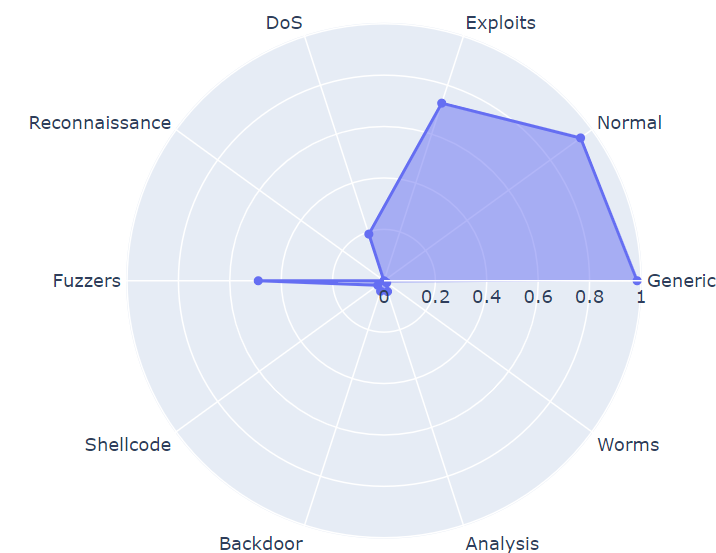 DoS
Exploits
Reconnaissance
Normal
Fuzzers
Generic
0 0.2 0.4 0.6 0.8 1
Shellcode
Worms
Backdoor
Analysis